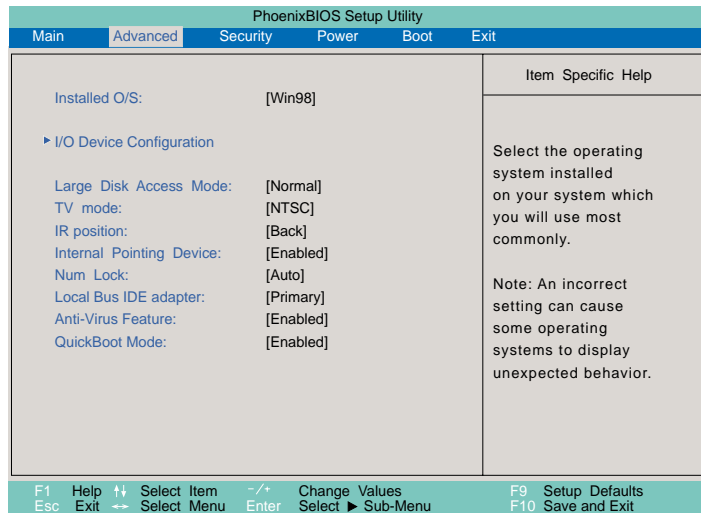 PhoenixBIOS Setup Utility
Main Advanced Security Power Boot Exit
Installed O/S: [Win98]
I/O Device Configuration
Large Disk Access Mode: [Normal]
TV mode: [NTSC]
IR position: [Back]
Internal Pointing Device: [Enabled]
Num Lock: [Auto]
Local Bus IDE adapter: [Primary]
Anti-Virus Feature: [Enabled]
QuickBoot Mode: [Enabled]
Item Specific Help
Select the operating
system installed
on your system which
you will use most
commonly.
Note: An incorrect
setting can cause
some operating
systems to display
unexpected behavior.
F1 Help ↑↓ Select Item -/+ Change Values F9 Setup Defaults
Esc Exit ↔ Select Menu Enter Select ▶ Sub-Menu F10 Save and Exit